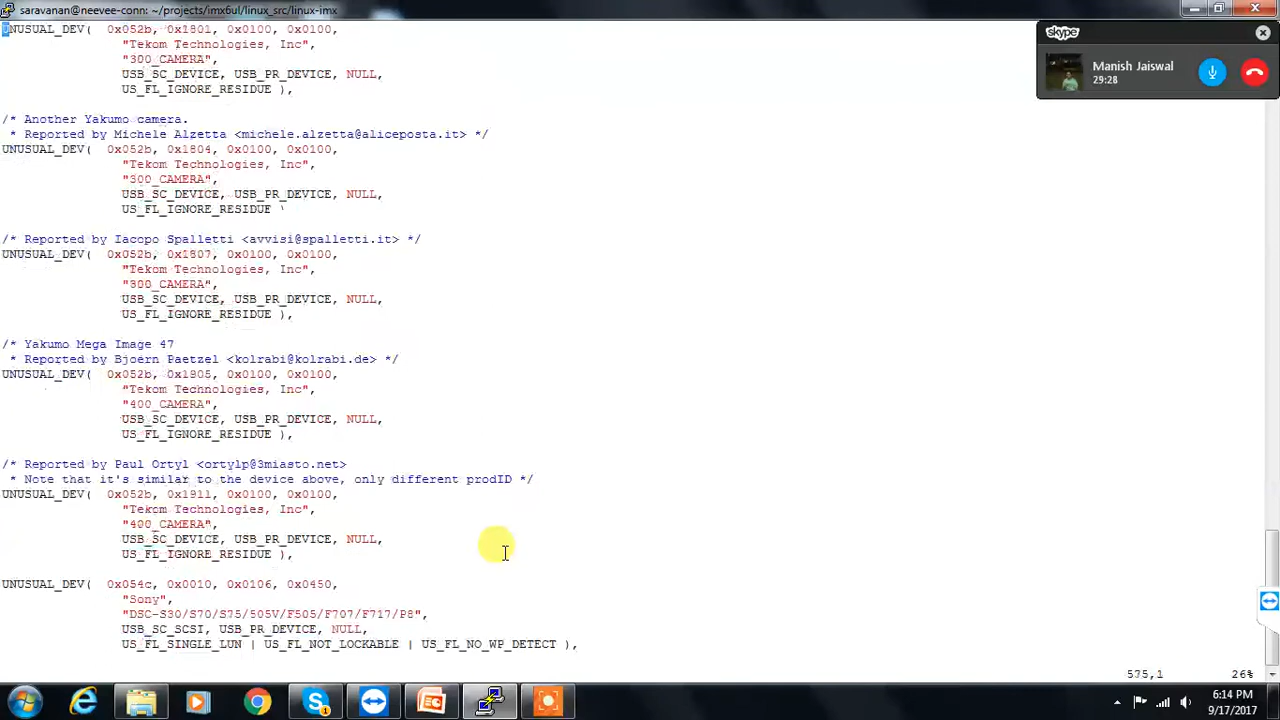 saravanan@neevee-conn: ~/projects/imx6ul/linux_src/linux-imx
UNUSUAL_DEV( 0x052b, 0x1801, 0x0100, 0x0100,
"Tekom Technologies, Inc",
"300_CAMERA",
USB_SC_DEVICE, USB_PR_DEVICE, NULL,
US_FL_IGNORE_RESIDUE ),
/* Another Yakumo camera.
* Reported by Michele Alzetta <michele.alzetta@aliceposta.it> */
UNUSUAL_DEV( 0x052b, 0x1804, 0x0100, 0x0100,
"Tekom Technologies, Inc",
"300_CAMERA",
USB_SC_DEVICE, USB_PR_DEVICE, NULL,
US_FL_IGNORE_RESIDUE
/* Reported by Iacopo Spalletti <avvisi@spalletti.it> */
UNUSUAL_DEV( 0x052b, 0x1807, 0x0100, 0x0100,
"Tekom Technologies, Inc",
"300_CAMERA",
USB_SC_DEVICE, USB_PR_DEVICE, NULL,
US_FL_IGNORE_RESIDUE ),
/* Yakumo Mega Image 47
* Reported by Bjoern Paetzel <kolrabi@kolrabi.de> */
UNUSUAL_DEV( 0x052b, 0x1905, 0x0100, 0x0100,
"Tekom Technologies, Inc",
"400_CAMERA",
USB_SC_DEVICE, USB_PR_DEVICE, NULL,
US_FL_IGNORE_RESIDUE ),
/* Reported by Paul Ortyl <ortylp@3miasto.net>
* Note that it's similar to the device above, only different prodID */
UNUSUAL_DEV( 0x052b, 0x1911, 0x0100, 0x0100,
"Tekom Technologies, Inc",
"400_CAMERA",
USB_SC_DEVICE, USB_PR_DEVICE, NULL,
US_FL_IGNORE_RESIDUE ),
UNUSUAL_DEV( 0x054c, 0x0010, 0x0106, 0x0450,
"Sony",
"DSC-S30/S70/S75/505V/F505/F707/F717/P8",
USB_SC_SCSI, USB_PR_DEVICE, NULL,
US_FL_SINGLE_LUN | US_FL_NOT_LOCKABLE | US_FL_NO_WP_DETECT ),
575,1 26%
skype
Manish Jaiswal
29:28
6:14 PM
9/17/2017